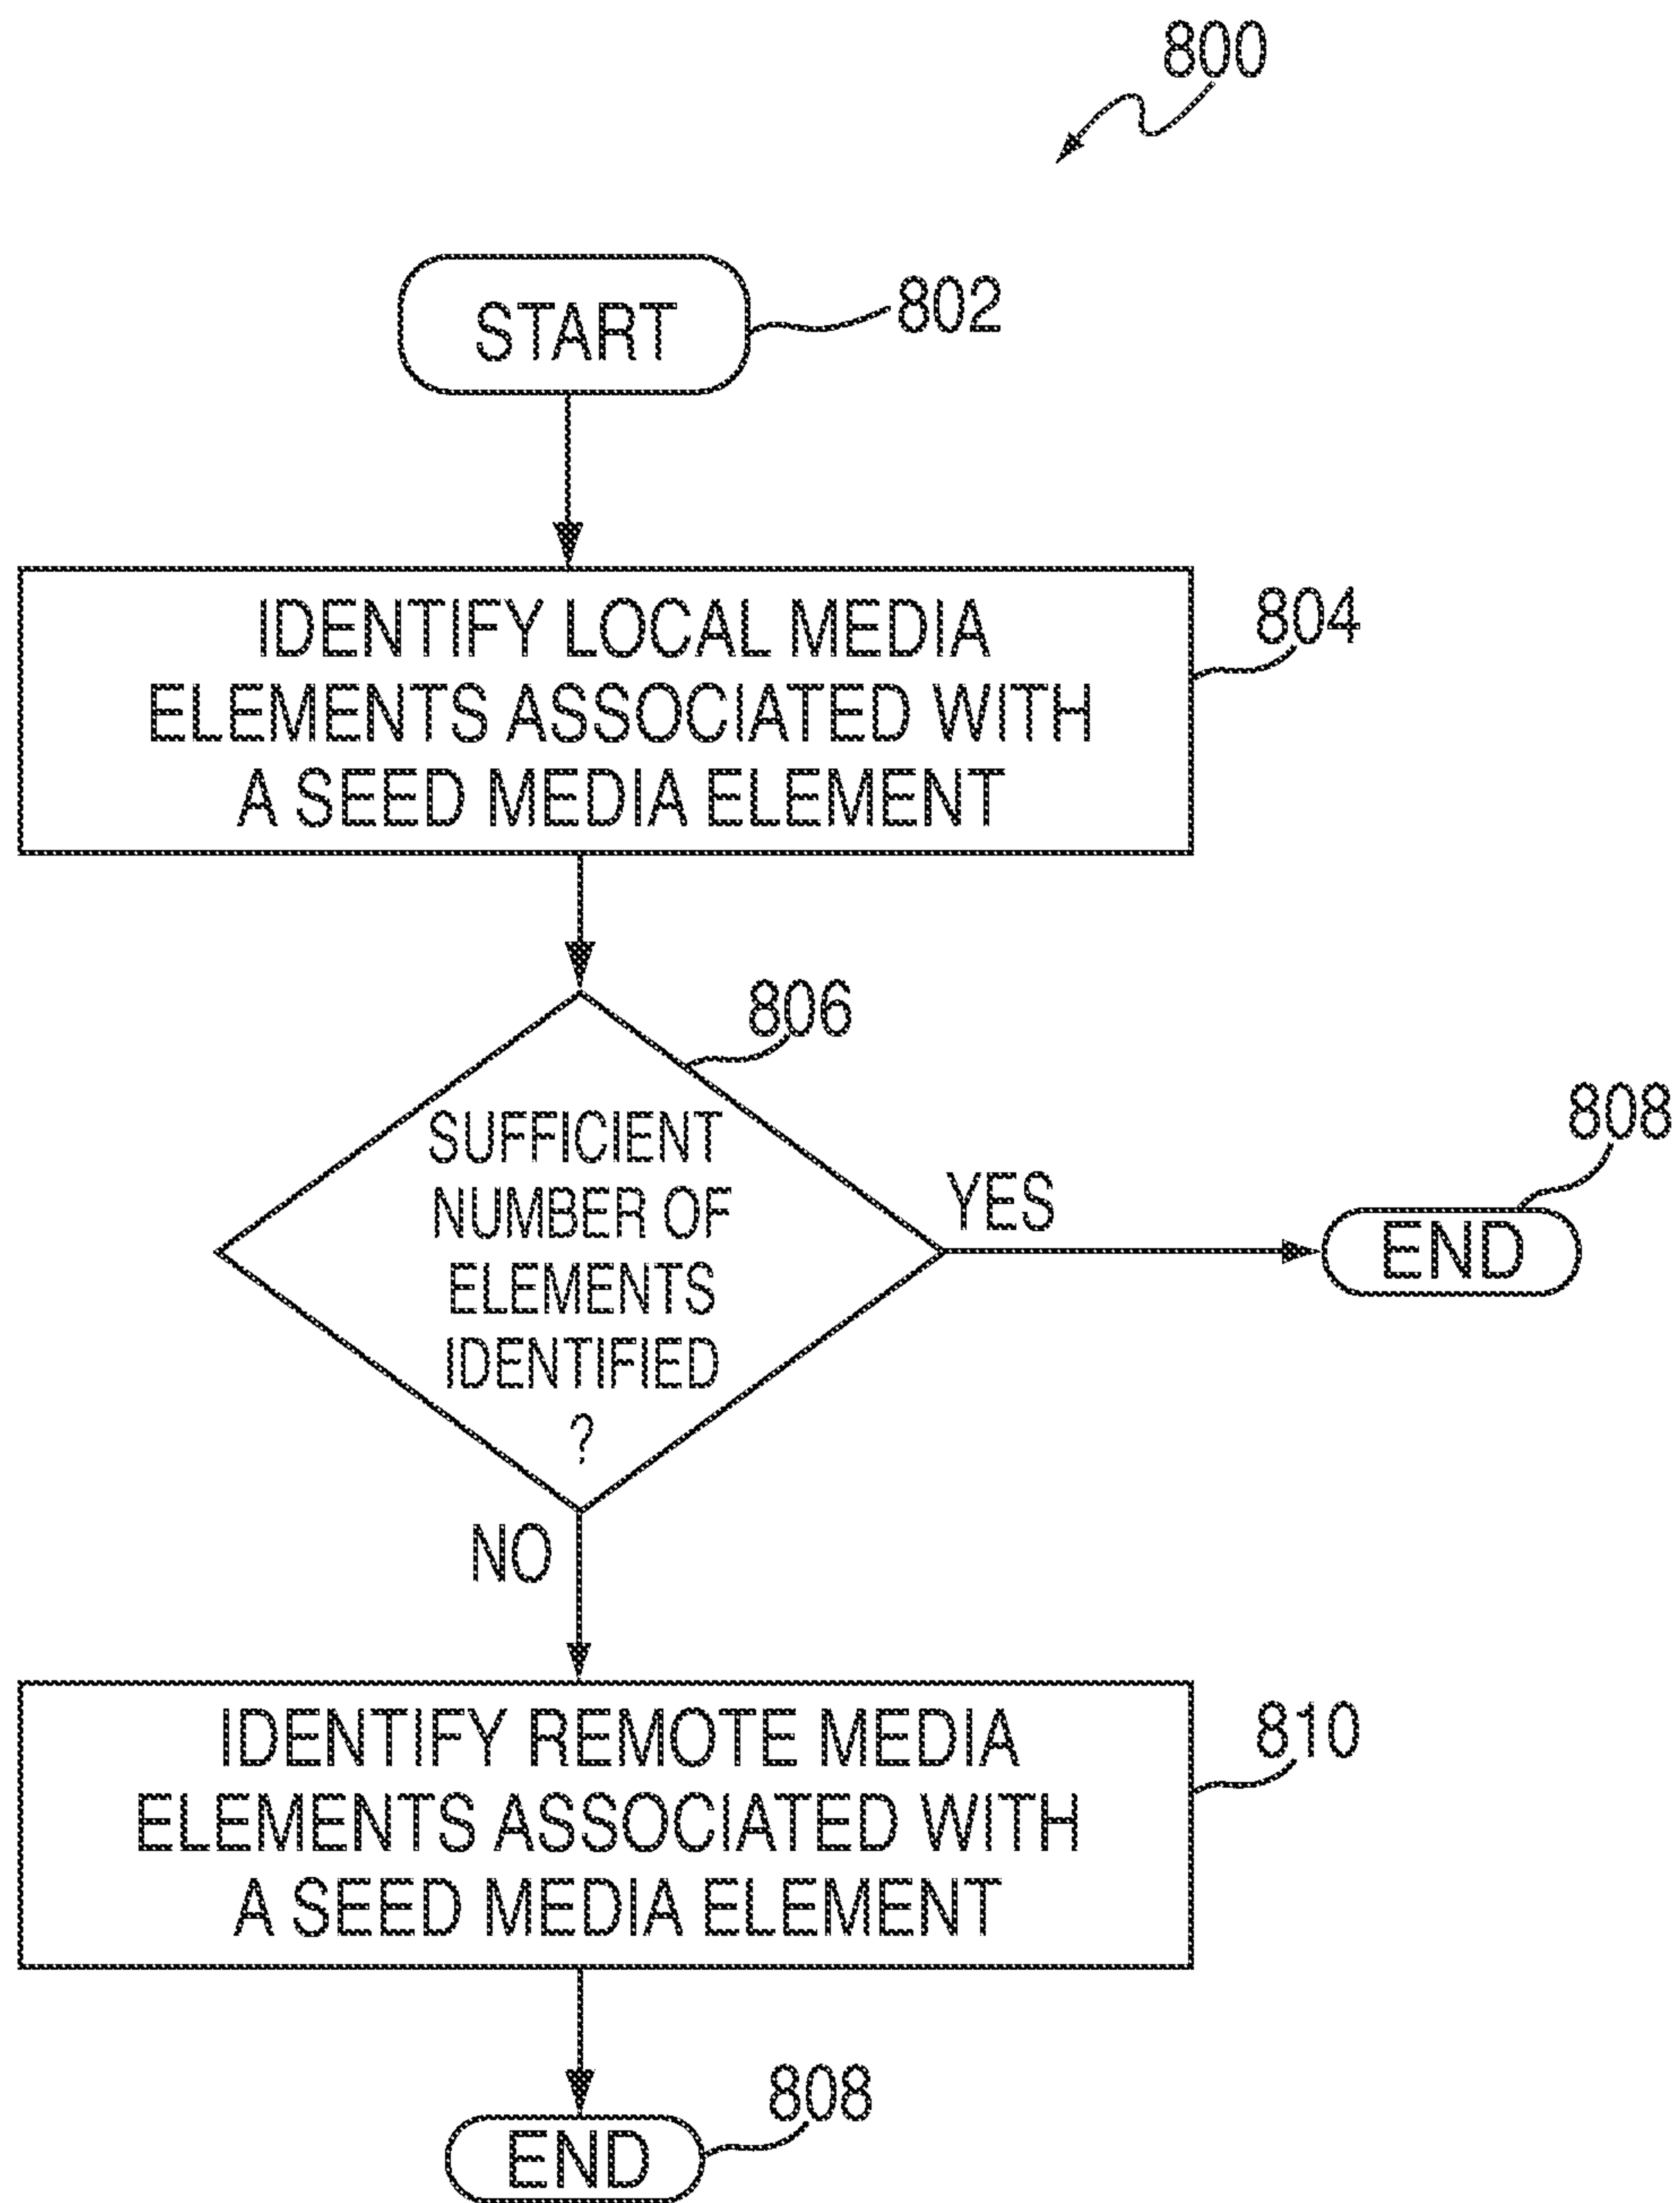 800
START
802
IDENTIFY LOCAL MEDIA
ELEMENTS ASSOCIATED WITH
A SEED MEDIA ELEMENT
804
806
SUFFICIENT
NUMBER OF
ELEMENTS
IDENTIFIED
?
YES
808
END
NO
IDENTIFY REMOTE MEDIA
ELEMENTS ASSOCIATED WITH
A SEED MEDIA ELEMENT
810
808
END